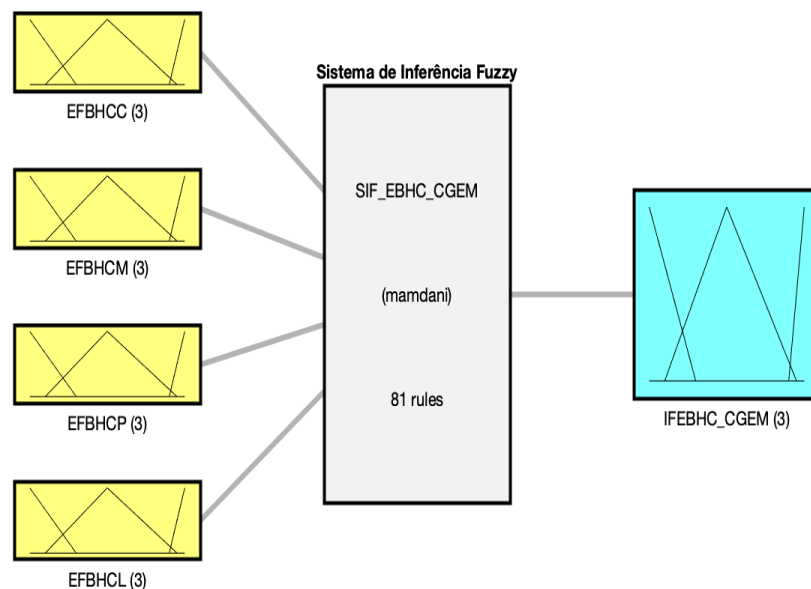 EFBHCC (3)
EFBHCM (3)
EFBHCP (3)
EFBHCL (3)
Sistema de Inferência Fuzzy
SIF_EBHC_CGEM
(mamdani)
81 rules
IFEBHC_CGEM (3)